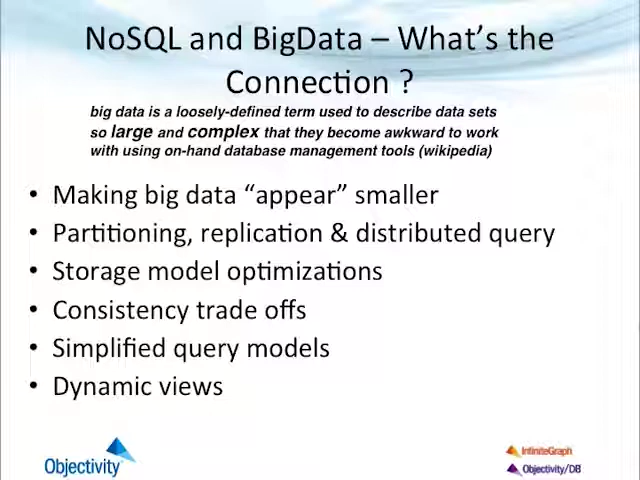 NoSQL and BigData – What's the
Connection ?
big data is a loosely-defined term used to describe data sets
so large and complex that they become awkward to work
with using on-hand database management tools (wikipedia)
• Making big data “appear” smaller
• Partitioning, replication & distributed query
• Storage model optimizations
• Consistency trade offs
• Simplified query models
• Dynamic views
Objectivity
InfiniteGraph
Objectivity/DB